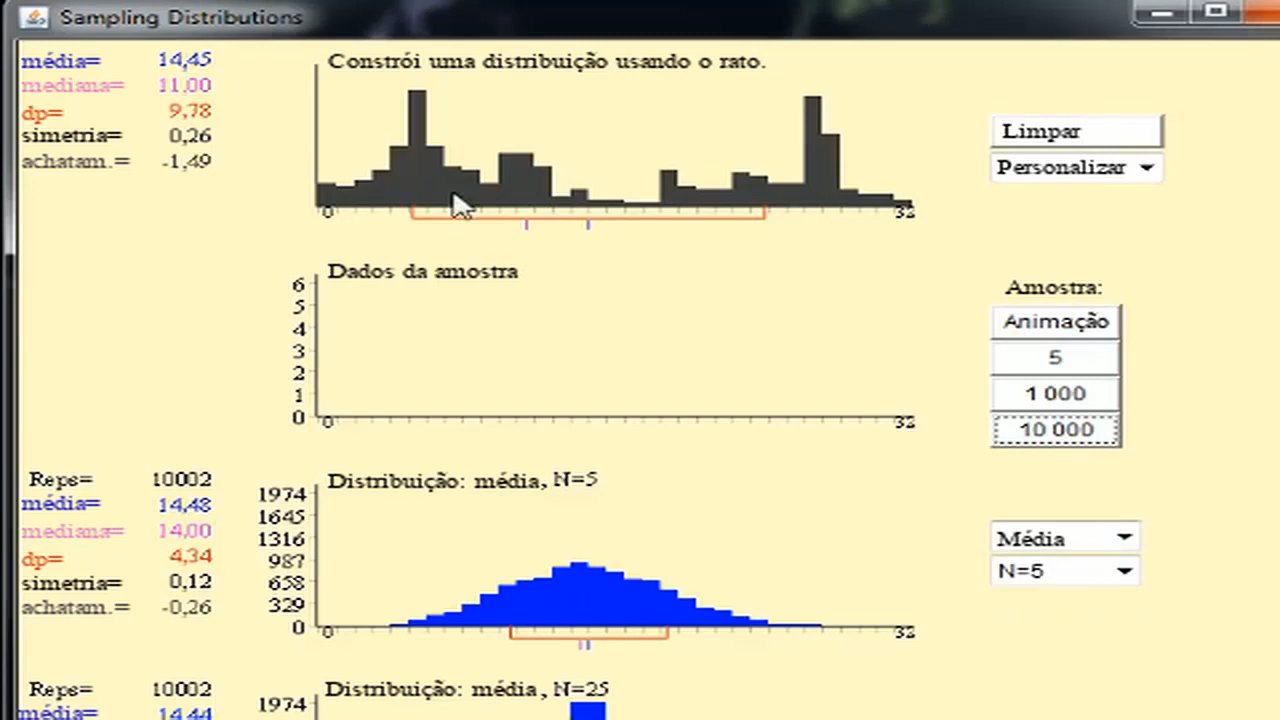 Sampling Distributions
média= 14,45
mediana= 11,00
dp= 9,78
simetria= 0,26
achatam.= -1,49
Constrói uma distribuição usando o rato.
0 32
Limpar
Personalizar
Dados da amostra
6
5
4
3
2
1
0
0 32
Amostra:
Animação
5
1 000
10 000
Reps= 10002
média= 14,48
mediana= 14,00
dp= 4,34
simetria= 0,12
achatam.= -0,26
Distribuição: média, N=5
1974
1645
1316
987
658
329
0
0 32
Média
N=5
Reps= 10002
média= 14,44
Distribuição: média, N=25
1974